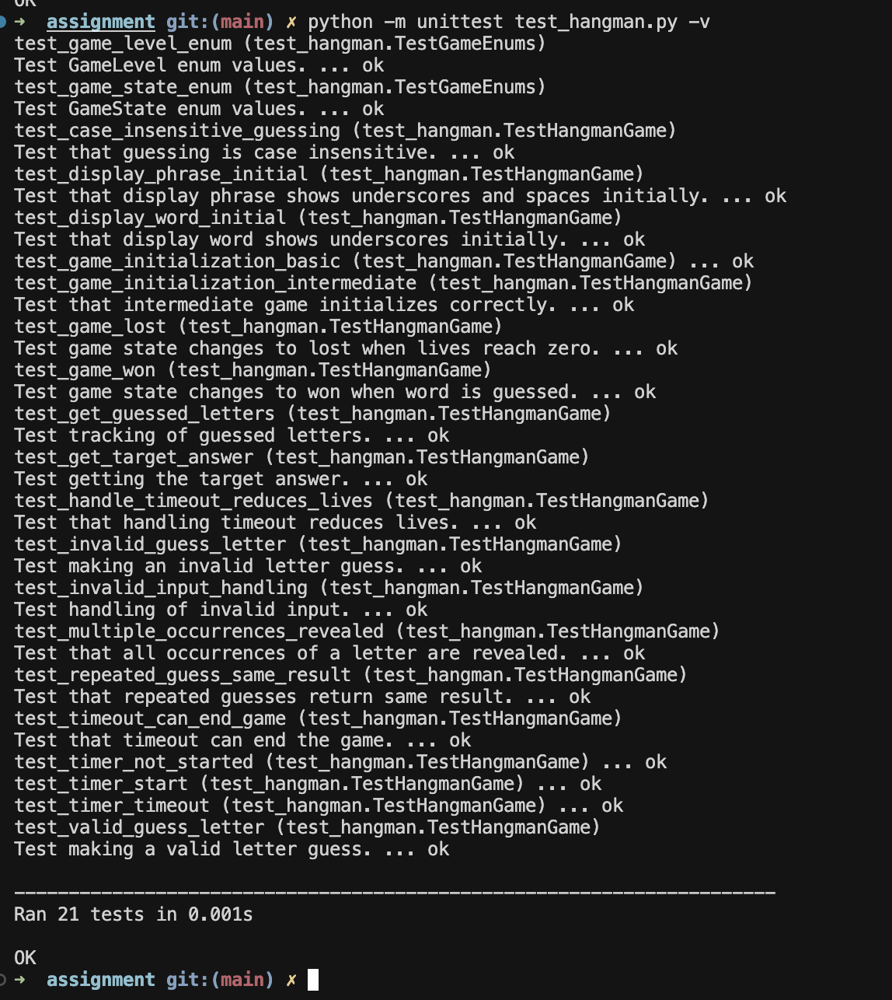 OK
➜  assignment git:(main) ✗ python -m unittest test_hangman.py -v
test_game_level_enum (test_hangman.TestGameEnums)
Test GameLevel enum values. ... ok
test_game_state_enum (test_hangman.TestGameEnums)
Test GameState enum values. ... ok
test_case_insensitive_guessing (test_hangman.TestHangmanGame)
Test that guessing is case insensitive. ... ok
test_display_phrase_initial (test_hangman.TestHangmanGame)
Test that display phrase shows underscores and spaces initially. ... ok
test_display_word_initial (test_hangman.TestHangmanGame)
Test that display word shows underscores initially. ... ok
test_game_initialization_basic (test_hangman.TestHangmanGame) ... ok
test_game_initialization_intermediate (test_hangman.TestHangmanGame)
Test that intermediate game initializes correctly. ... ok
test_game_lost (test_hangman.TestHangmanGame)
Test game state changes to lost when lives reach zero. ... ok
test_game_won (test_hangman.TestHangmanGame)
Test game state changes to won when word is guessed. ... ok
test_get_guessed_letters (test_hangman.TestHangmanGame)
Test tracking of guessed letters. ... ok
test_get_target_answer (test_hangman.TestHangmanGame)
Test getting the target answer. ... ok
test_handle_timeout_reduces_lives (test_hangman.TestHangmanGame)
Test that handling timeout reduces lives. ... ok
test_invalid_guess_letter (test_hangman.TestHangmanGame)
Test making an invalid letter guess. ... ok
test_invalid_input_handling (test_hangman.TestHangmanGame)
Test handling of invalid input. ... ok
test_multiple_occurrences_revealed (test_hangman.TestHangmanGame)
Test that all occurrences of a letter are revealed. ... ok
test_repeated_guess_same_result (test_hangman.TestHangmanGame)
Test that repeated guesses return same result. ... ok
test_timeout_can_end_game (test_hangman.TestHangmanGame)
Test that timeout can end the game. ... ok
test_timer_not_started (test_hangman.TestHangmanGame) ... ok
test_timer_start (test_hangman.TestHangmanGame) ... ok
test_timer_timeout (test_hangman.TestHangmanGame) ... ok
test_valid_guess_letter (test_hangman.TestHangmanGame)
Test making a valid letter guess. ... ok
----------------------------------------------------------------------
Ran 21 tests in 0.001s
OK
➜  assignment git:(main) ✗